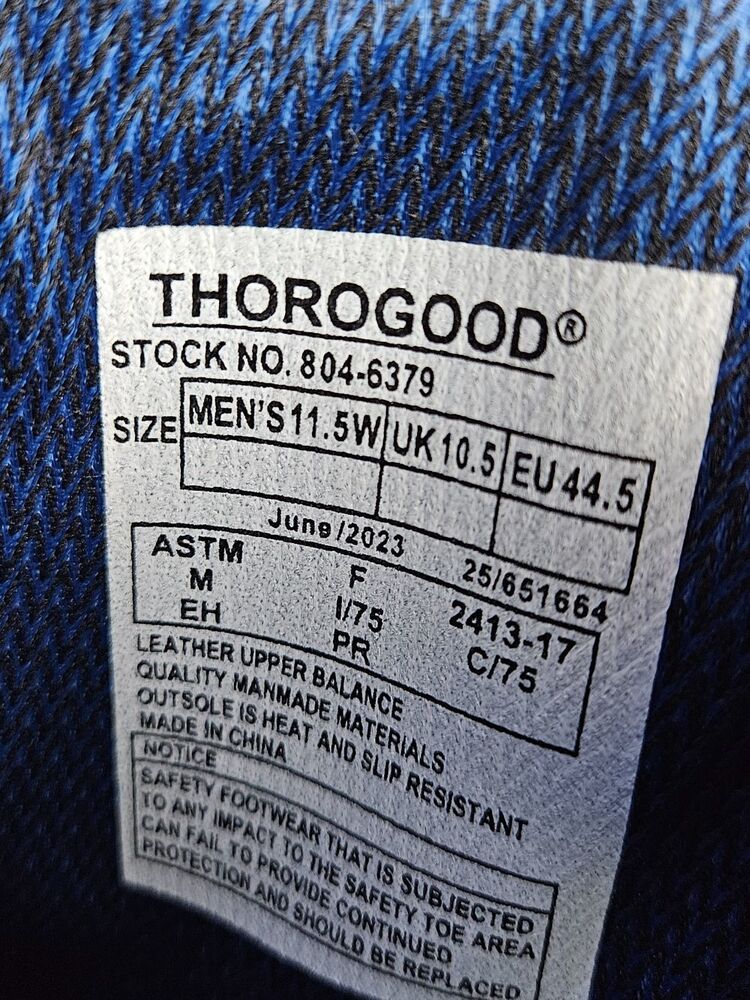 THOROGOOD®
STOCK NO. 804-6379
SIZE MEN'S 11.5W UK 10.5 EU 44.5
June/2023 25/651664
ASTM F 2413-17
M I/75 C/75
EH PR
LEATHER UPPER BALANCE
QUALITY MANMADE MATERIALS
OUTSOLE IS HEAT AND SLIP RESISTANT
MADE IN CHINA
NOTICE
SAFETY FOOTWEAR THAT IS SUBJECTED
TO ANY IMPACT TO THE SAFETY TOE AREA
CAN FAIL TO PROVIDE CONTINUED
PROTECTION AND SHOULD BE REPLACED